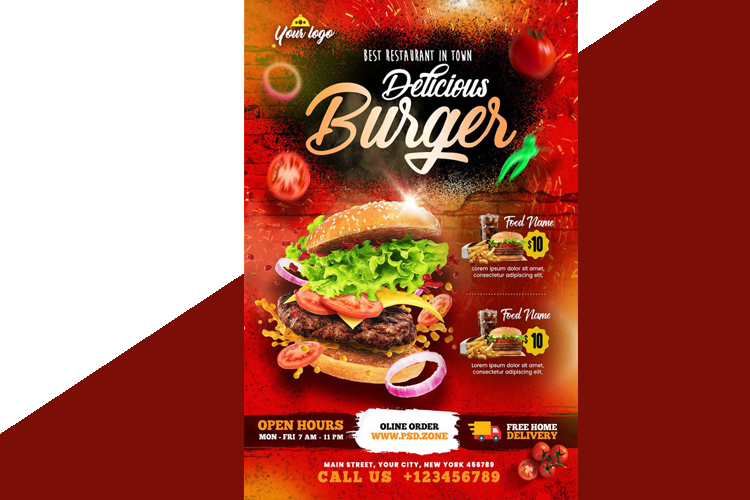 Your logo
BEST RESTAURANT IN TOWN
Delicious
Burger
Food Name
$10
Lorem ipsum dolor sit amet,
consectetur adipiscing elit.
Food Name
$10
Lorem ipsum dolor sit amet,
consectetur adipiscing elit.
OPEN HOURS
MON - FRI 7 AM - 11 PM
OLINE ORDER
WWW.PSD.ZONE
FREE HOME
DELIVERY
MAIN STREET, YOUR CITY, NEW YORK 466789
CALL US +123456789